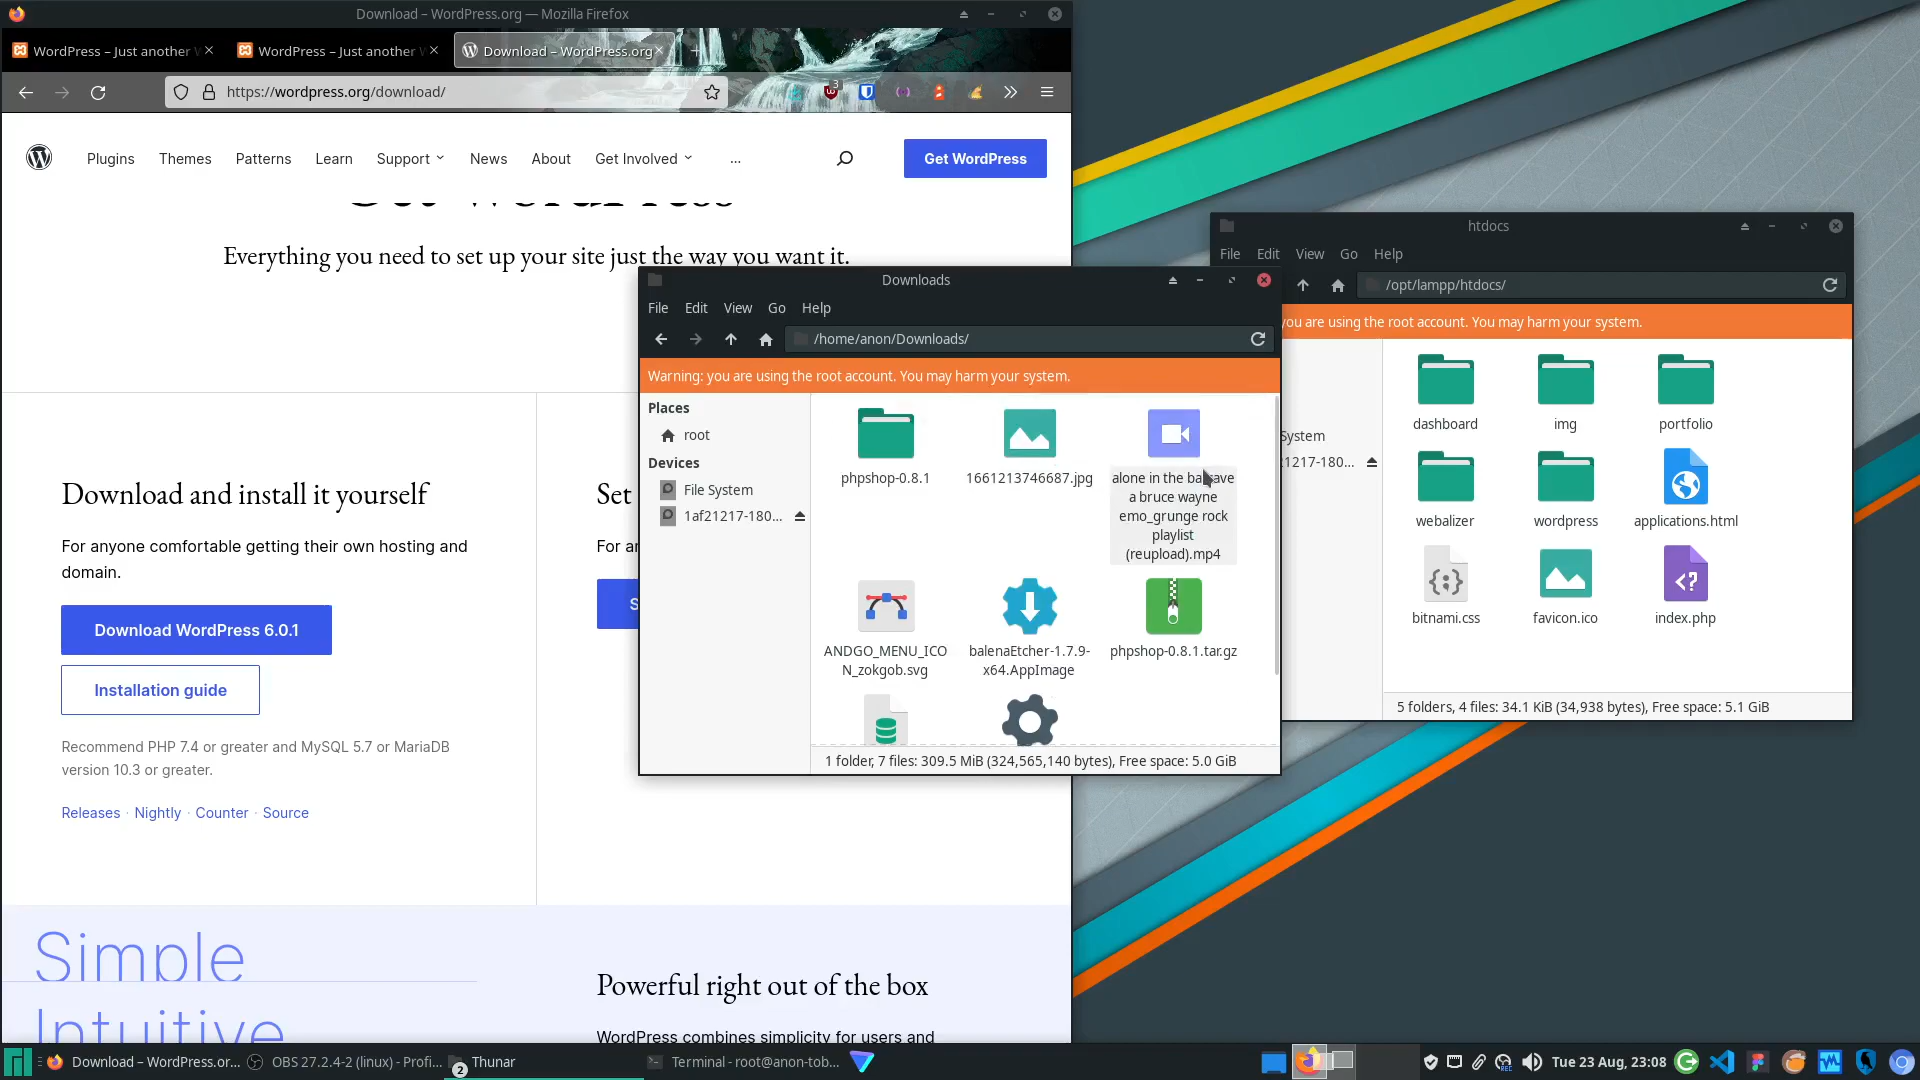 Download – WordPress.org — Mozilla Firefox
WordPress – Just another
WordPress – Just another
Download – WordPress.org
https://wordpress.org/download/
3
Plugins
Themes
Patterns
Learn
Support
News
About
Get Involved
...
Get WordPress
Get WordPress
Everything you need to set up your site just the way you want it.
Download and install it yourself
For anyone comfortable getting their own hosting and
domain.
Download WordPress 6.0.1
Installation guide
Recommend PHP 7.4 or greater and MySQL 5.7 or MariaDB
version 10.3 or greater.
Releases · Nightly · Counter · Source
Set
For
S
Simple
Intuitive
Powerful right out of the box
WordPress combines simplicity for users and
Downloads
File Edit View Go Help
/home/anon/Downloads/
Warning: you are using the root account. You may harm your system.
Places
root
Devices
File System
1af21217-180...
phpshop-0.8.1
1661213746687.jpg
alone in the
a bruce wayne
emo_grunge rock
playlist
(reupload).mp4
ANDGO_MENU_ICO
N_zokgob.svg
balenaEtcher-1.7.9-
x64.AppImage
phpshop-0.8.1.tar.gz
1 folder, 7 files: 309.5 MiB (324,565,140 bytes), Free space: 5.0 GiB
htdocs
File Edit View Go Help
/opt/lampp/htdocs/
you are using the root account. You may harm your system.
System
1217-180...
dashboard
img
portfolio
webalizer
wordpress
applications.html
bitnami.css
favicon.ico
index.php
5 folders, 4 files: 34.1 KiB (34,938 bytes), Free space: 5.1 GiB
Download – WordPress.or...
OBS 27.2.4-2 (linux) - Profi...
2
Thunar
Terminal - root@anon-tob...
REC
Tue 23 Aug, 23:08